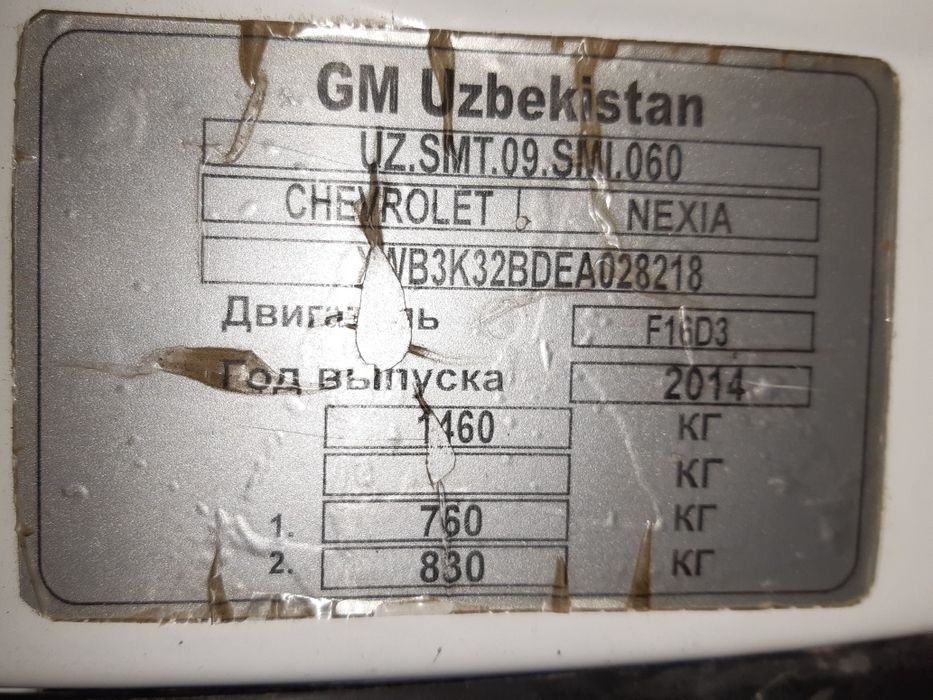 GM Uzbekistan
UZ.SMT.09.SMI.060
CHEVROLET NEXIA
XWB3K32BDEA028218
Двигатель F16D3
Год выпуска 2014
1460 КГ
КГ
1. 760 КГ
2. 830 КГ